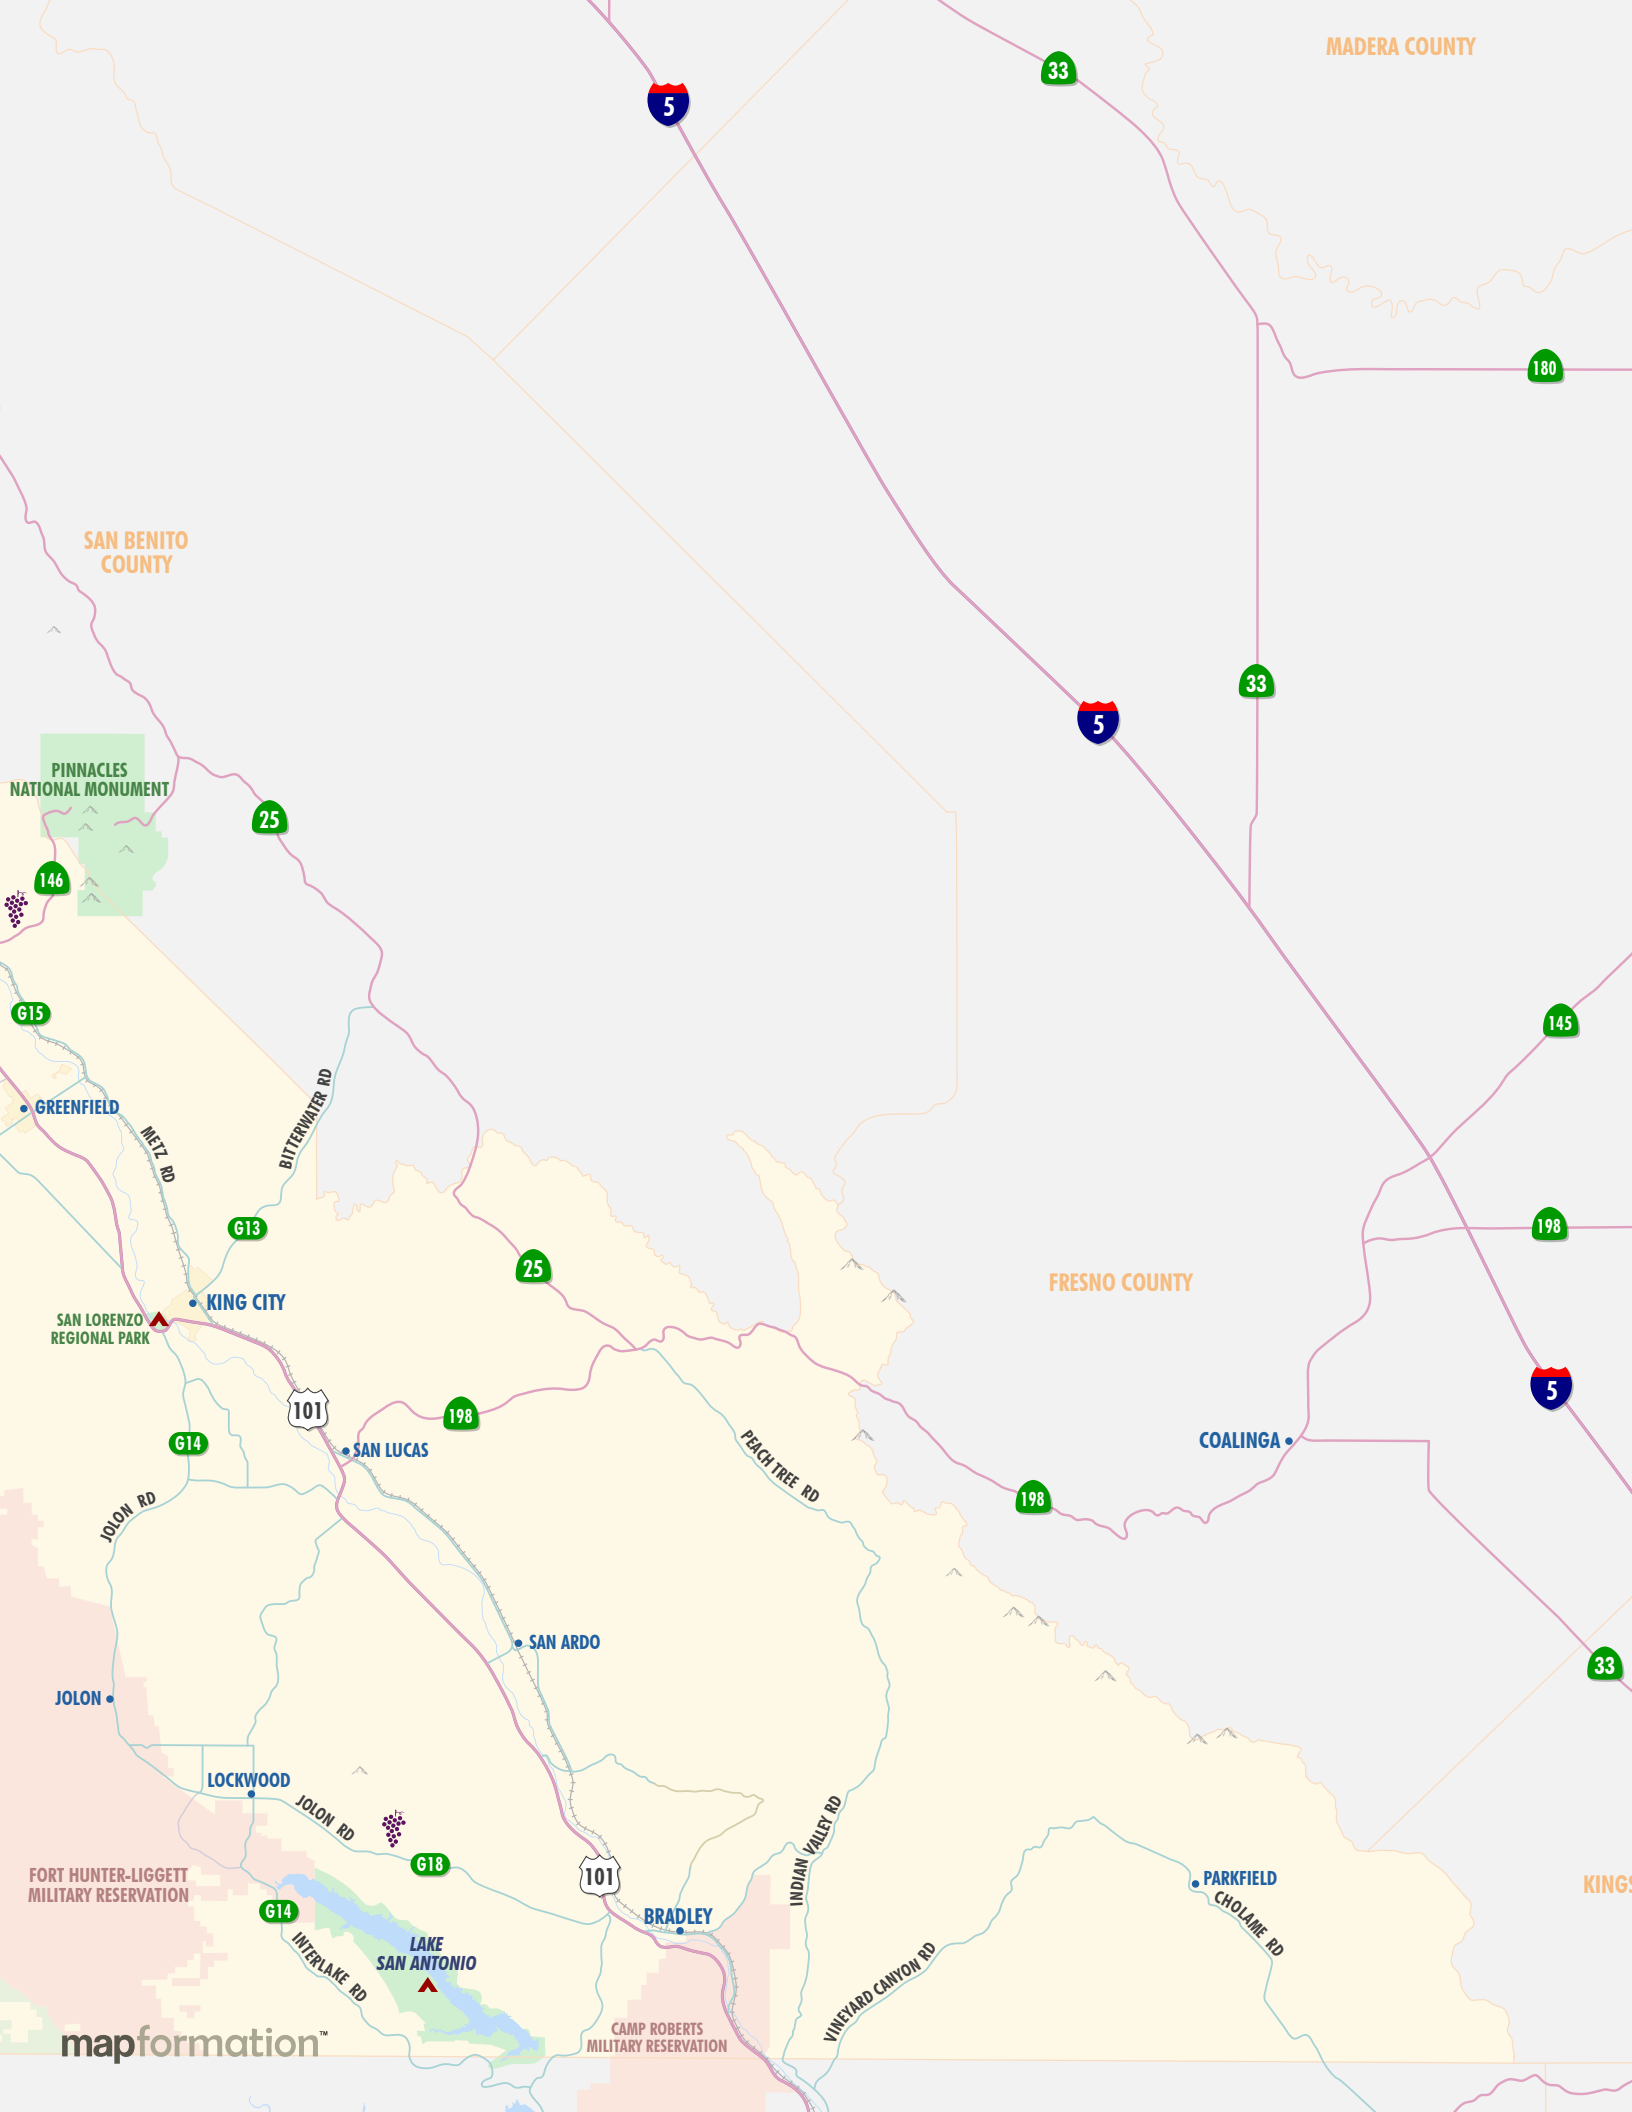 MADERA COUNTY
33
5
180
SAN BENITO
COUNTY
33
5
PINNACLES
NATIONAL MONUMENT
25
146
G15
145
GREENFIELD
BITTERWATER RD
METZ RD
G13
198
25
FRESNO COUNTY
KING CITY
SAN LORENZO
REGIONAL PARK
5
101
198
G14
SAN LUCAS
COALINGA
PEACH TREE RD
198
JOLON RD
SAN ARDO
33
JOLON
LOCKWOOD
JOLON RD
INDIAN VALLEY RD
G18
101
FORT HUNTER-LIGGETT
MILITARY RESERVATION
PARKFIELD
KINGS
G14
BRADLEY
CHOLAME RD
LAKE
SAN ANTONIO
INTERLAKE RD
VINEYARD CANYON RD
CAMP ROBERTS
MILITARY RESERVATION
mapformation™